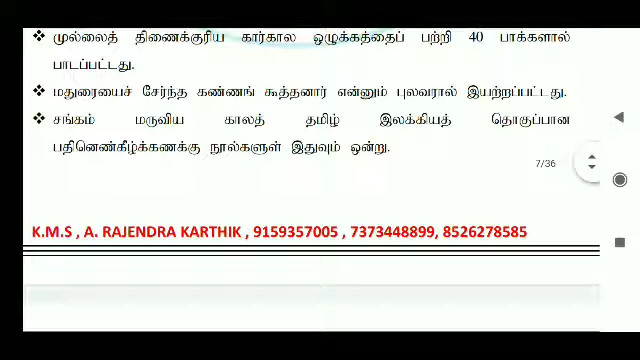 ❖ முல்லைத் திணைக்குரிய கார்கால ஒழுக்கத்தைப் பற்றி 40 பாக்களால்
பாடப்பட்டது.
❖ மதுரையைச் சேர்ந்த கண்ணங் கூத்தனார் என்னும் புலவரால் இயற்றப்பட்டது.
❖ சங்கம் மருவிய காலத் தமிழ் இலக்கியத் தொகுப்பான
பதினெண்கீழ்க்கணக்கு நூல்களுள் இதுவும் ஒன்று.
7/36
K.M.S , A. RAJENDRA KARTHIK , 9159357005 , 7373448899, 8526278585